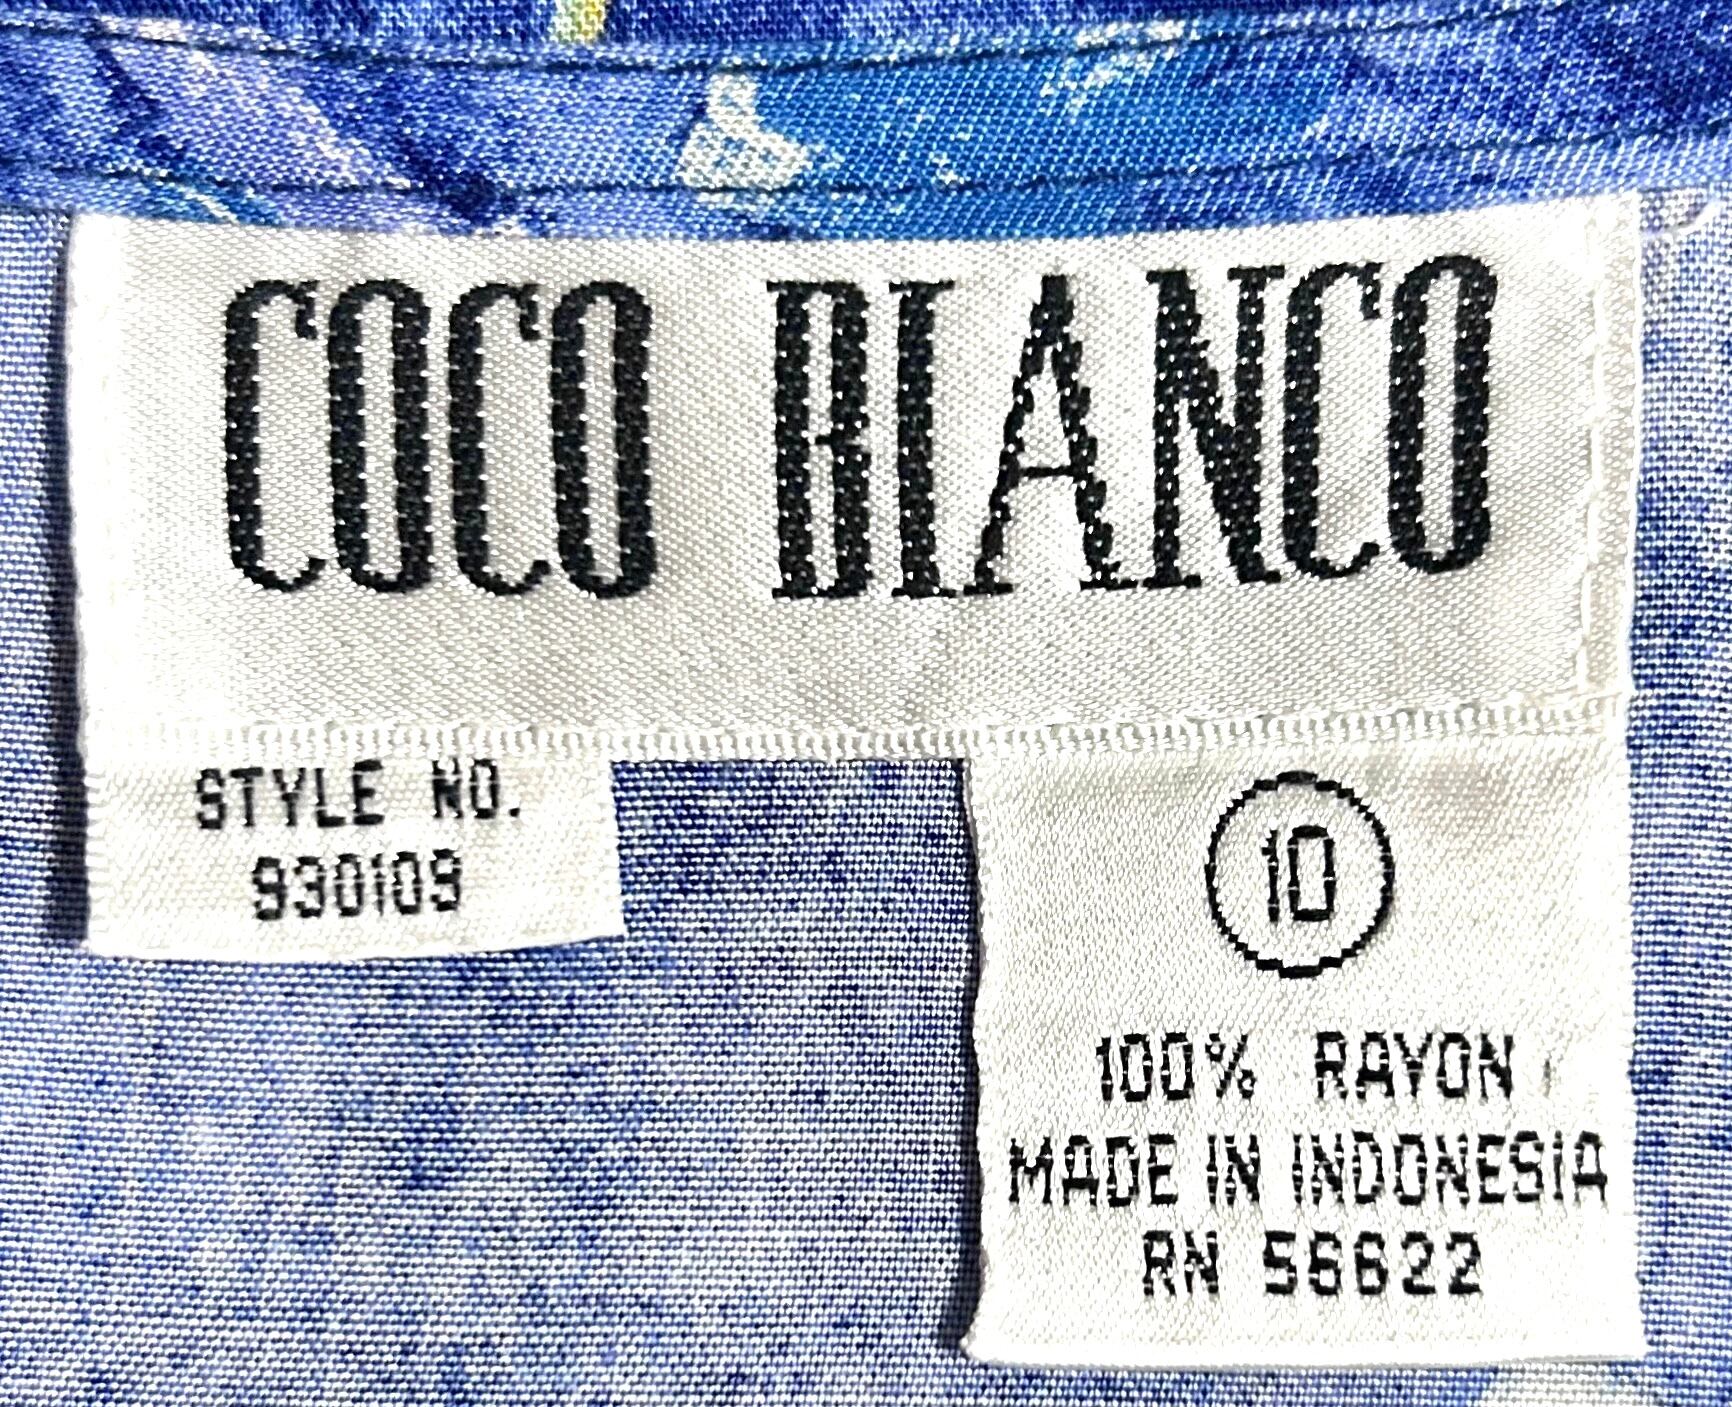 COCO BIANCO
STYLE NO.
930109
10
100% RAYON
MADE IN INDONESIA
RN 56622